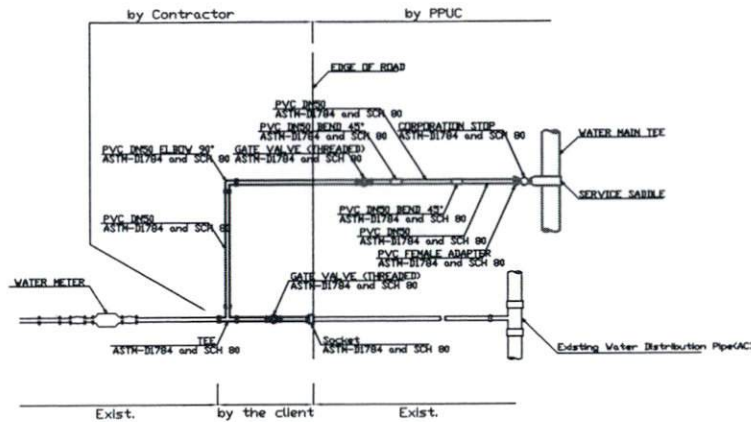 by Contractor
by PPUC
EDGE OF ROAD
PVC DN50
ASTM-D1784 and SCH 80
PVC DN50 BEND 45°
ASTM-D1784 and SCH 80
CORPORATION STOP
ASTM-D1784 and SCH 80
WATER MAIN TEE
PVC DN50 ELBOW 90°
ASTM-D1784 and SCH 80
GATE VALVE (THREADED)
ASTM-D1784 and SCH 80
SERVICE SADDLE
PVC DN50
ASTM-D1784 and SCH 80
PVC DN50 BEND 45°
ASTM-D1784 and SCH 80
PVC DN50
ASTM-D1784 and SCH 80
PVC FEMALE ADAPTER
ASTM-D1784 and SCH 80
WATER METER
GATE VALVE (THREADED)
ASTM-D1784 and SCH 80
TEE
ASTM-D1784 and SCH 80
Socket
ASTM-D1784 and SCH 80
Existing Water Distribution Pipe(AC)
Exist.
by the client
Exist.